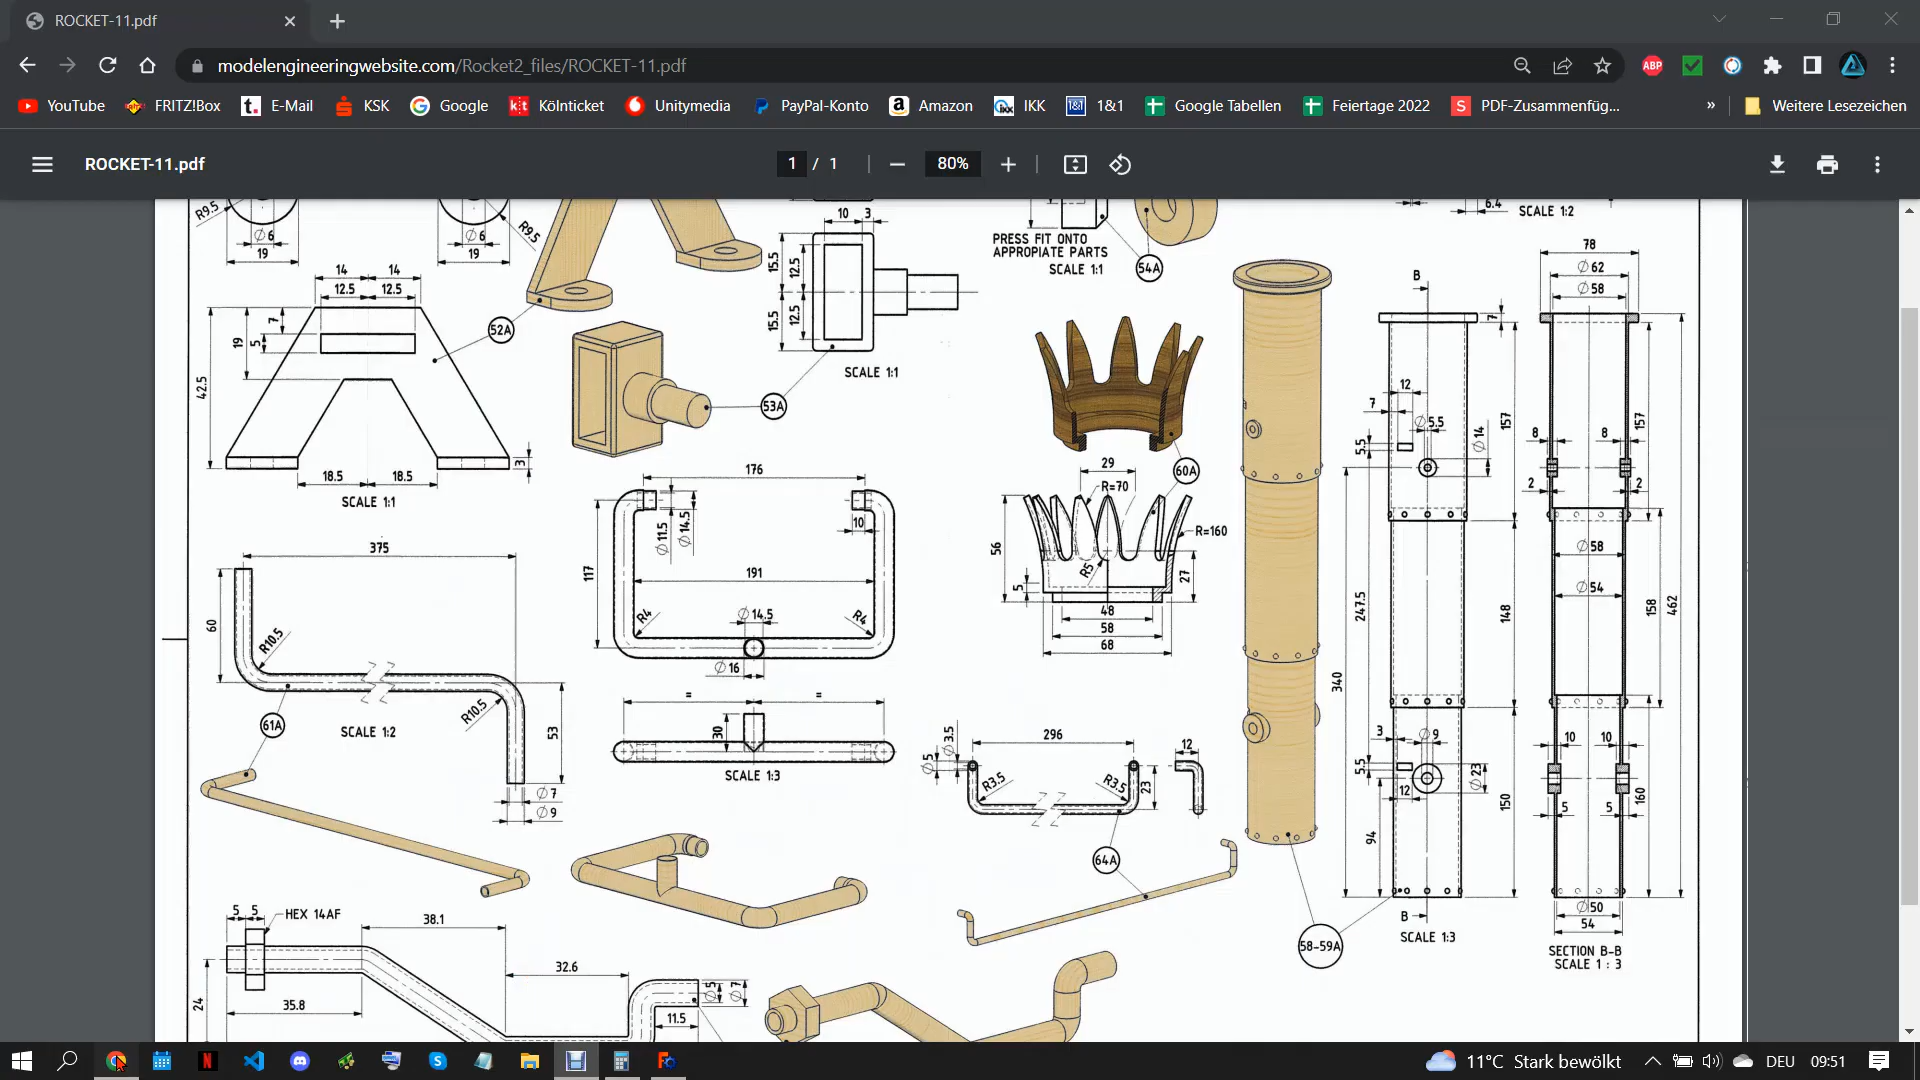 ROCKET-11.pdf
modelengineeringwebsite.com/Rocket2_files/ROCKET-11.pdf
ABP
YouTube FRITZ!Box E-Mail KSK Google Kölnticket Unitymedia PayPal-Konto Amazon IKK 1&1 Google Tabellen Feiertage 2022 PDF-Zusammenfüg... » Weitere Lesezeichen
ROCKET-11.pdf 1 / 1 80%
R9.5 Ø6 19 Ø6 19 R9.5
14 14
12.5 12.5
7 19 5 42.5
18.5 18.5 3
SCALE 1:1
52A
10 3
15.5 12.5
15.5 12.5
SCALE 1:1
53A
PRESS FIT ONTO
APPROPIATE PARTS
SCALE 1:1
54A
6.4
SCALE 1:2
375
60 R10.5 R10.5 53
61A
SCALE 1:2
Ø7
Ø9
176
Ø11.5 Ø14.5 10
117 191
R4 Ø14.5 R4
Ø16
= =
30
SCALE 1:3
60A
29
R=70
R=160
56 5 R5 27
48
58
68
Ø5 Ø3.5 296 12
R3.5 R3.5 23
64A
B
7
12
7
Ø5.5
5.5 Ø14
157
247.5 148
340
3 Ø9
5.5 Ø23
12
94 150
B
SCALE 1:3
58-59A
78
Ø62
Ø58
157
8 8
2 2
Ø58
Ø54
158 462
10 10
5 5 160
Ø50
54
SECTION B-B
SCALE 1 : 3
5 5 HEX 14AF
38.1
32.6
24 35.8
Ø5 Ø7
11.5
11°C Stark bewölkt DEU 09:51